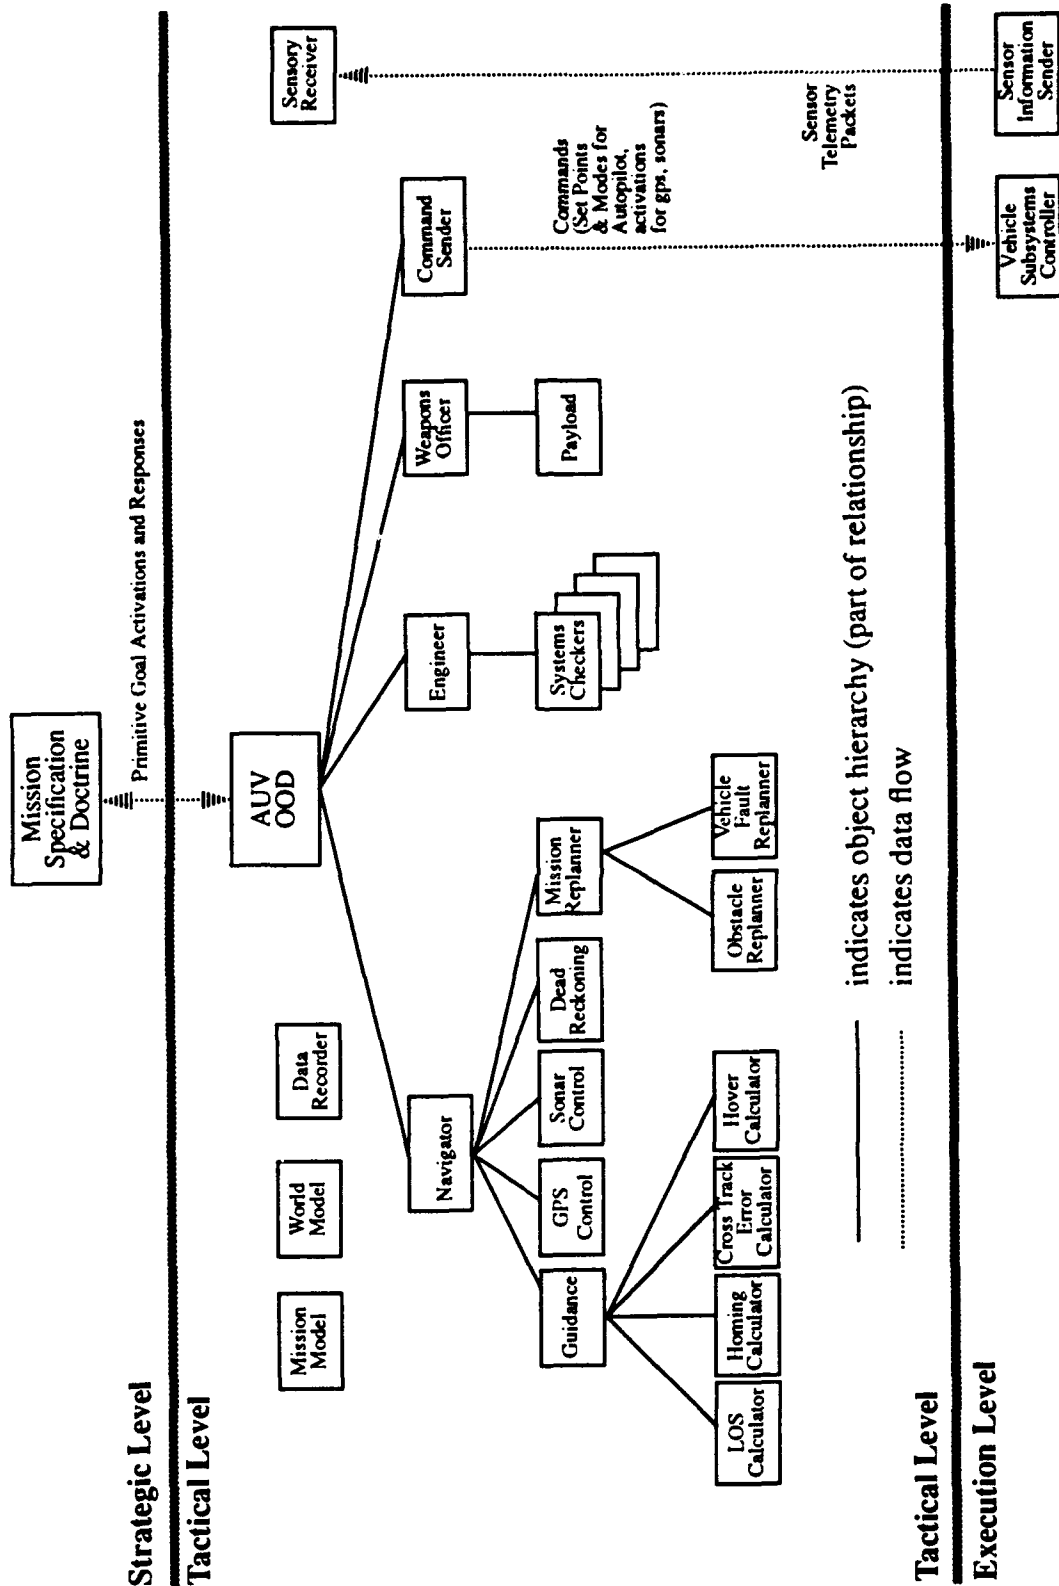 Strategic Level
Mission
Specification
& Doctrine
Primitive Goal Activations and Responses
Tactical Level
Mission
Model
World
Model
Data
Recorder
AUV
OOD
Sensory
Receiver
Navigator
Engineer
Weapons
Officer
Command
Sender
Guidance
GPS
Control
Sonar
Control
Dead
Reckoning
Mission
Replanner
Systems
Checkers
Payload
Commands
(Set Points
& Modes for
Autopilot,
activations
for gps, sonars)
LOS
Calculator
Homing
Calculator
Cross Track
Error
Calculator
Hover
Calculator
Obstacle
Replanner
Vehicle
Fault
Replanner
Sensor
Telemetry
Packets
indicates object hierarchy (part of relationship)
indicates data flow
Tactical Level
Execution Level
Vehicle
Subsystems
Controller
Sensor
Information
Sender